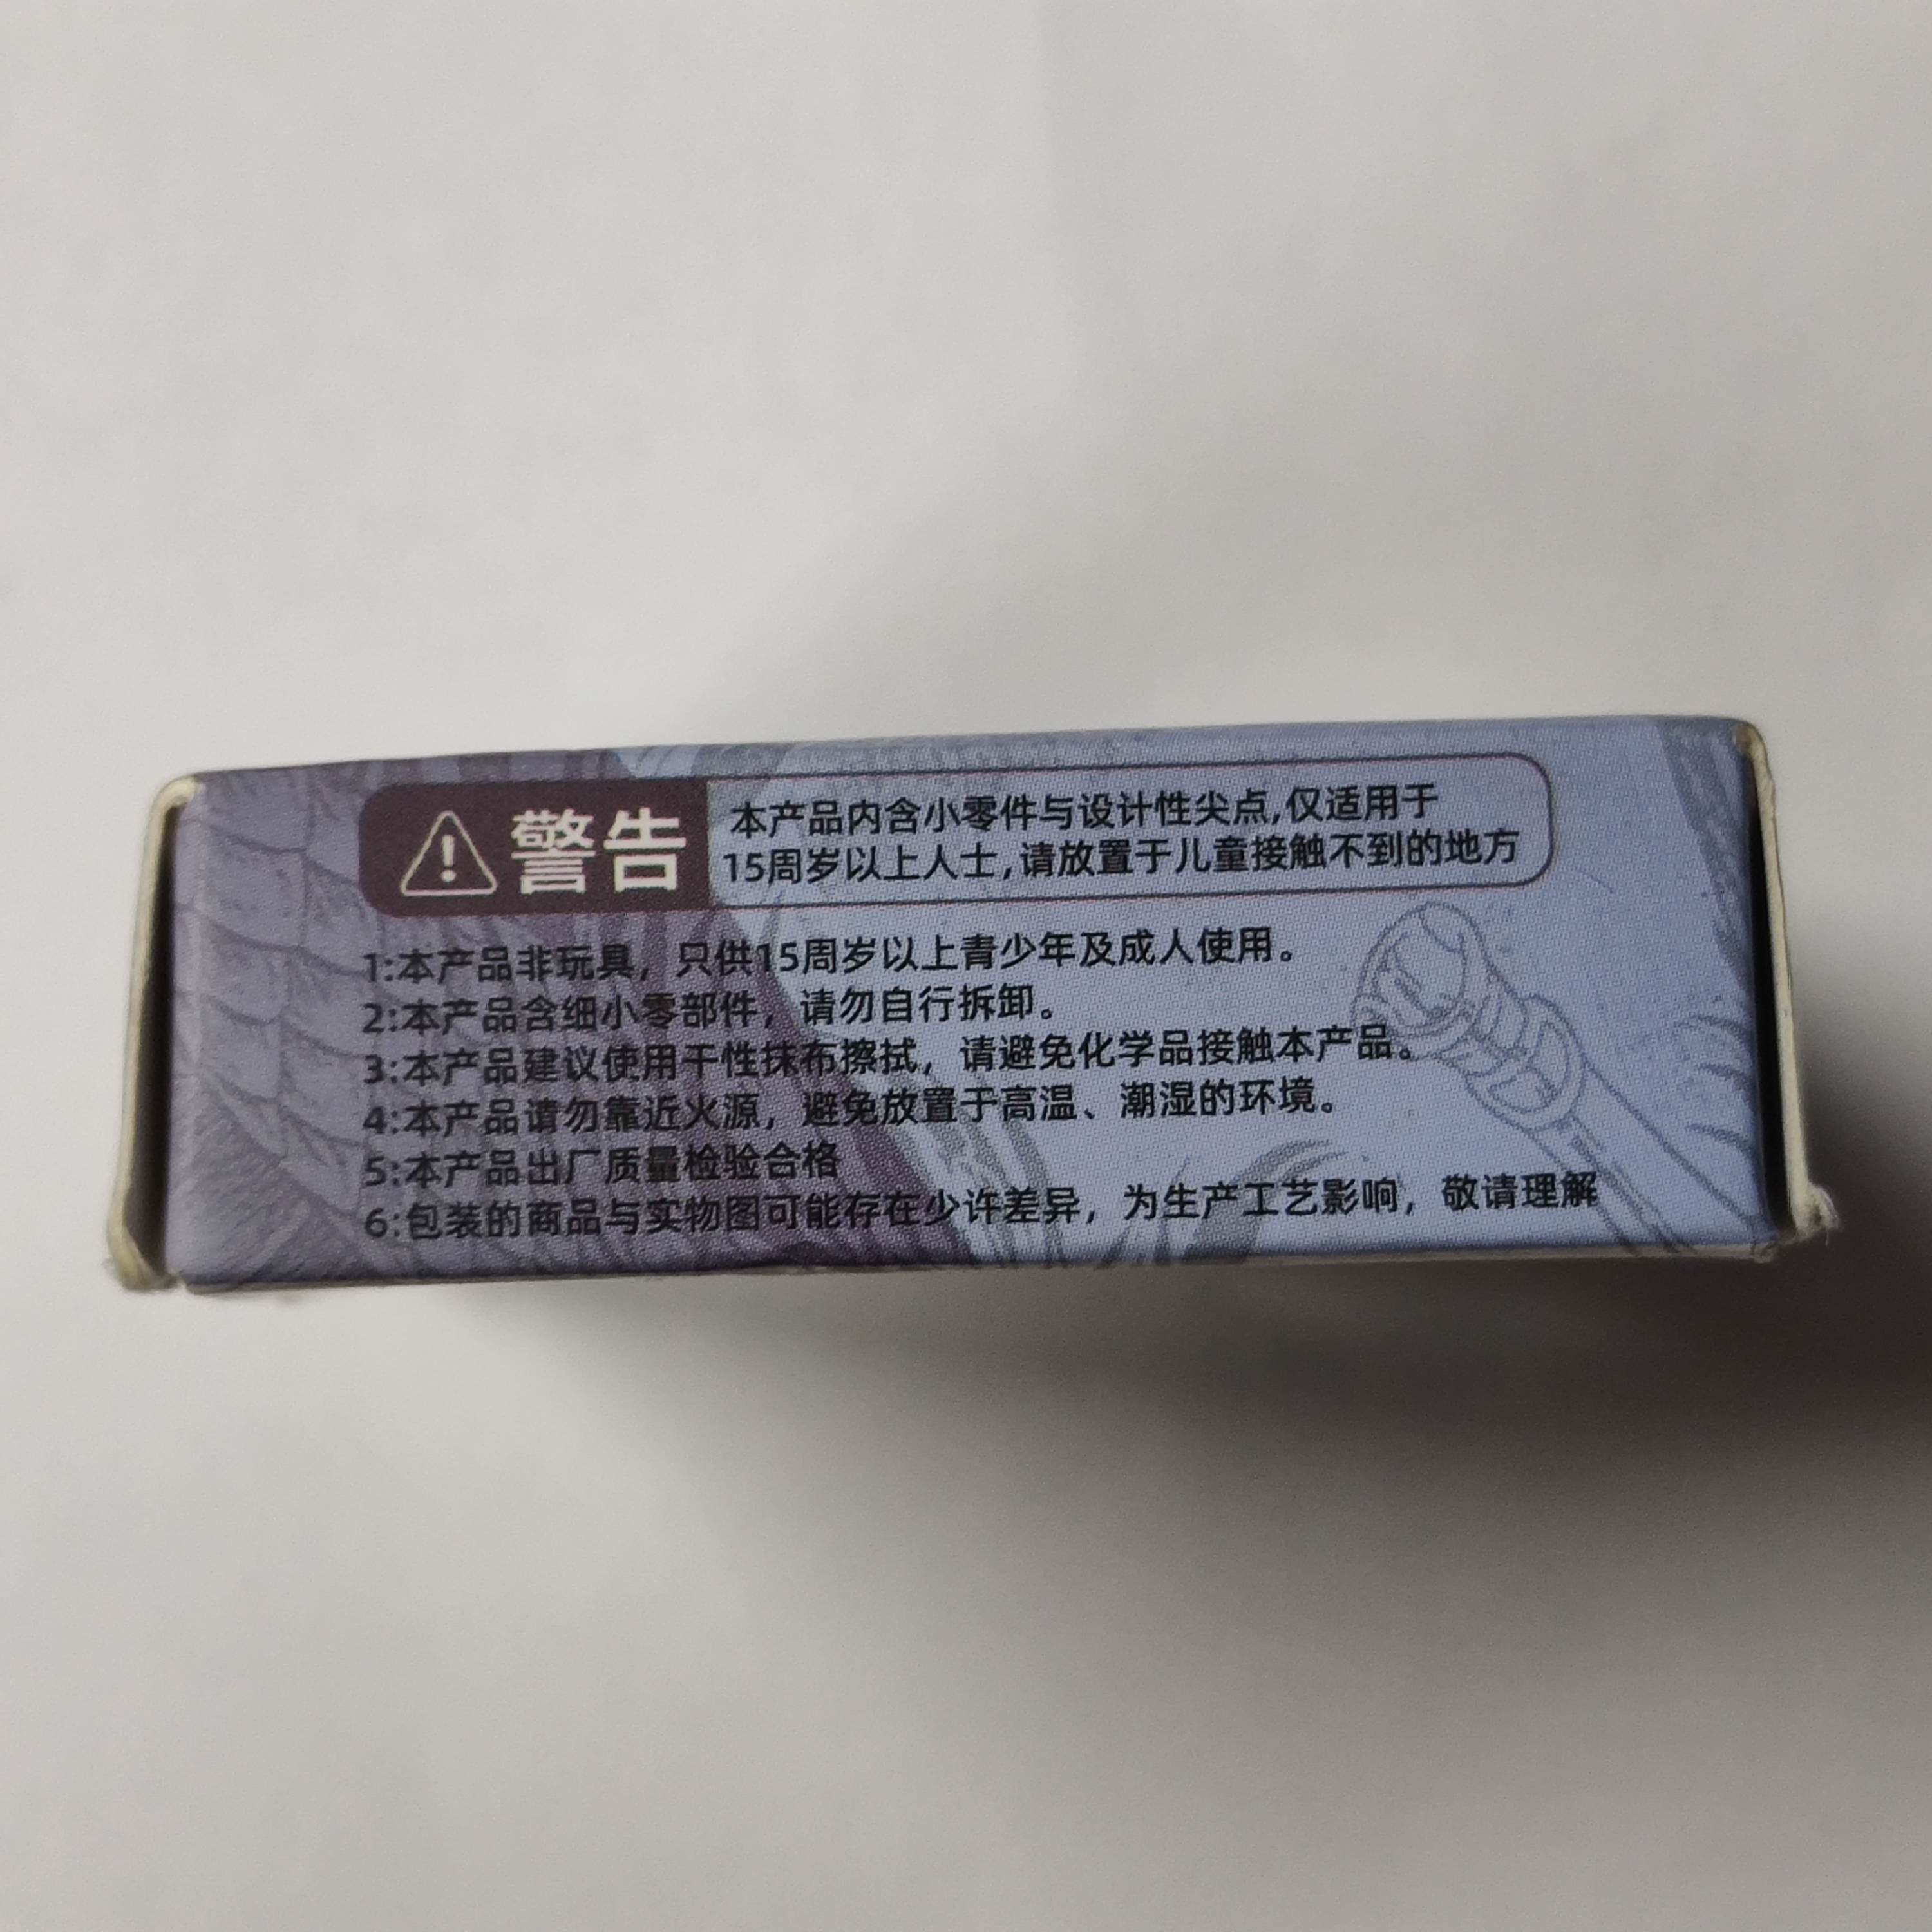 警告
本产品内含小零件与设计性尖点,仅适用于
15周岁以上人士,请放置于儿童接触不到的地方
1:本产品非玩具，只供15周岁以上青少年及成人使用。
2:本产品含细小零部件，请勿自行拆卸。
3:本产品建议使用干性抹布擦拭，请避免化学品接触本产品。
4:本产品请勿靠近火源，避免放置于高温、潮湿的环境。
5:本产品出厂质量检验合格
6:包装的商品与实物图可能存在少许差异，为生产工艺影响，敬请理解